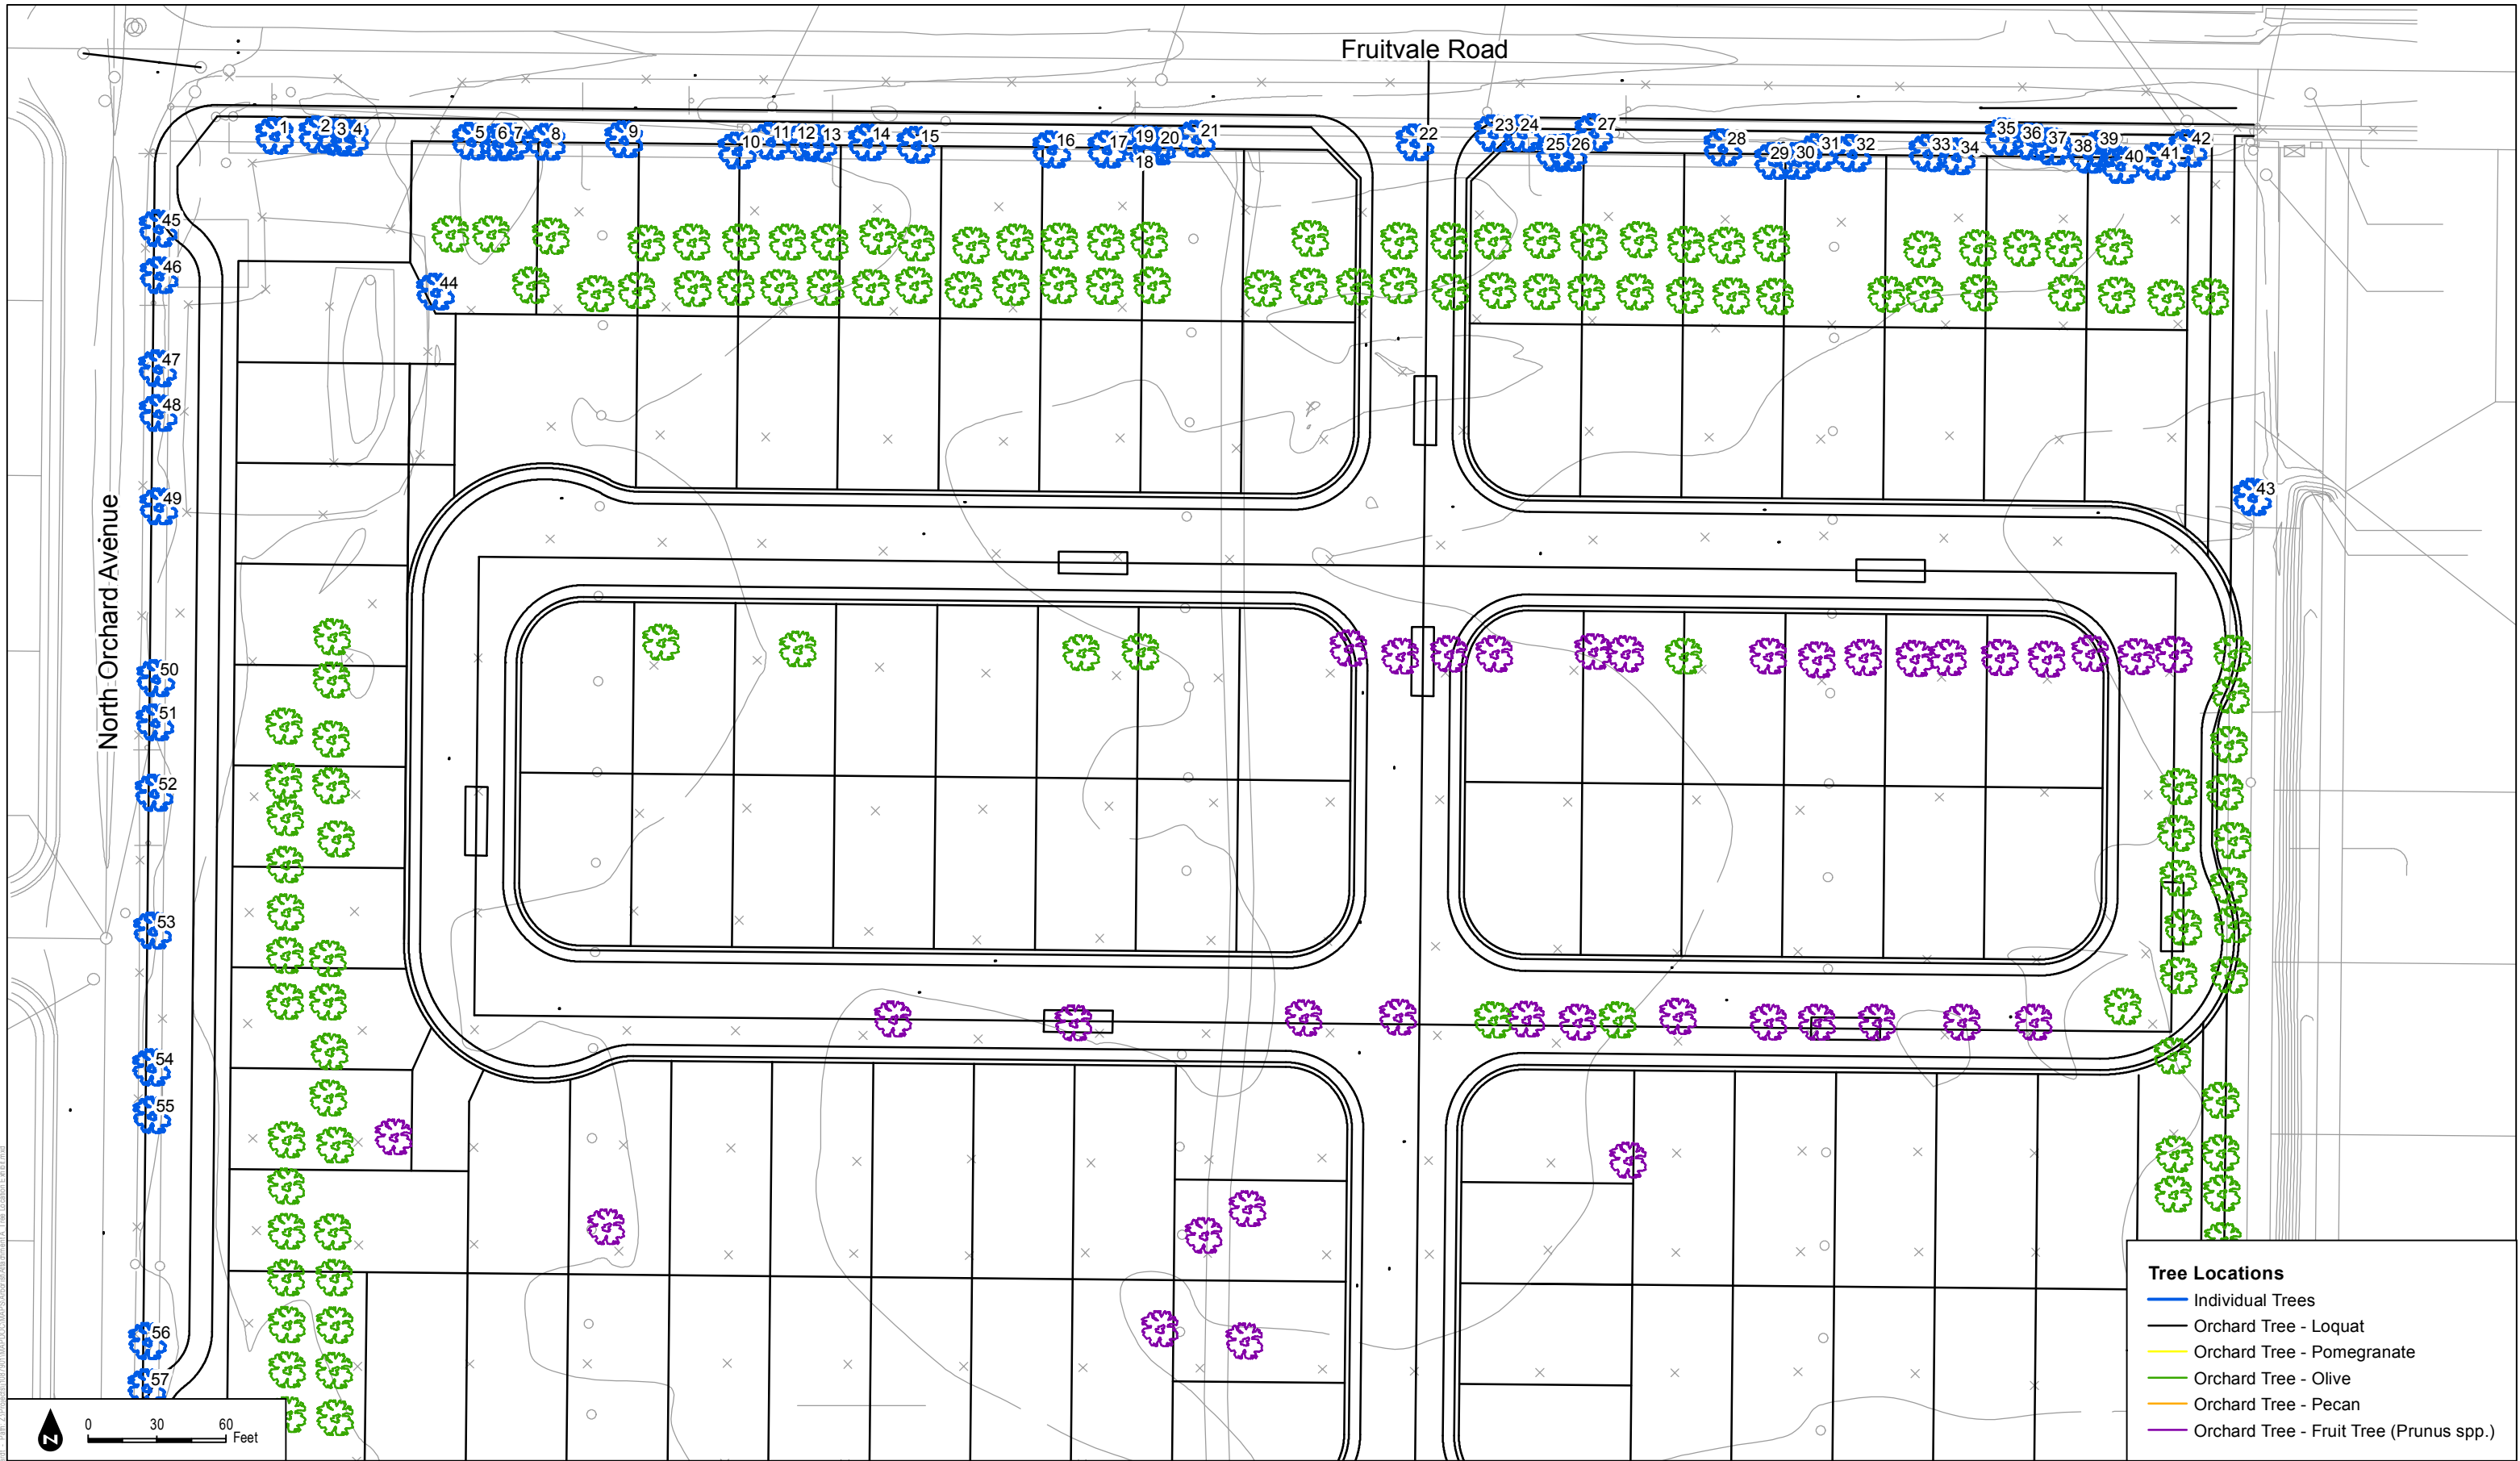 Fruitvale Road
1 2 3 4 5 6 7 8 9 10 11 12 13 14 15 16 17 18 19 20 21 22 23 24 25 26 27 28 29 30 31 32 33 34 35 36 37 38 39 40 41 42
45
46
44
47
48
49
43
North Orchard Avenue
50
51
52
53
54
55
56
57
N
0 30 60
Feet
Tree Locations
Individual Trees
Orchard Tree - Loquat
Orchard Tree - Pomegranate
Orchard Tree - Olive
Orchard Tree - Pecan
Orchard Tree - Fruit Tree (Prunus spp.)